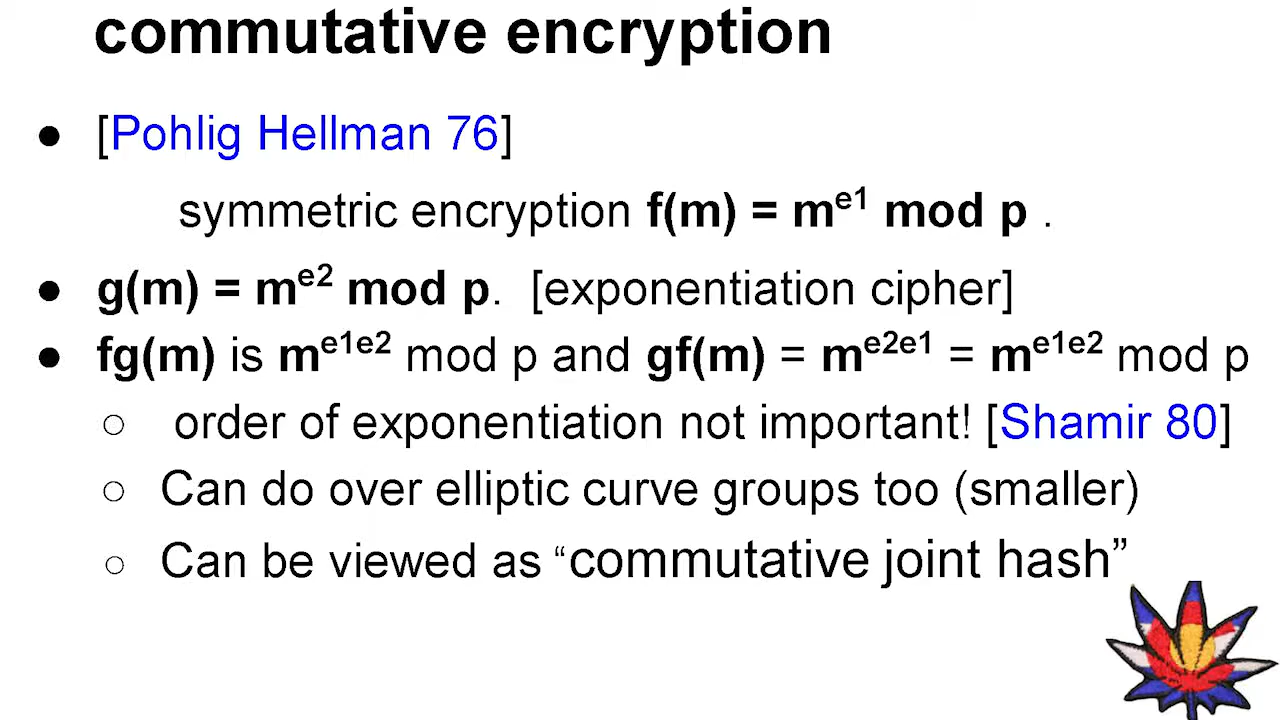 commutative encryption
● [Pohlig Hellman 76]
symmetric encryption f(m) = m^e1 mod p .
● g(m) = m^e2 mod p. [exponentiation cipher]
● fg(m) is m^e1e2 mod p and gf(m) = m^e2e1 = m^e1e2 mod p
○ order of exponentiation not important! [Shamir 80]
○ Can do over elliptic curve groups too (smaller)
○ Can be viewed as “commutative joint hash”